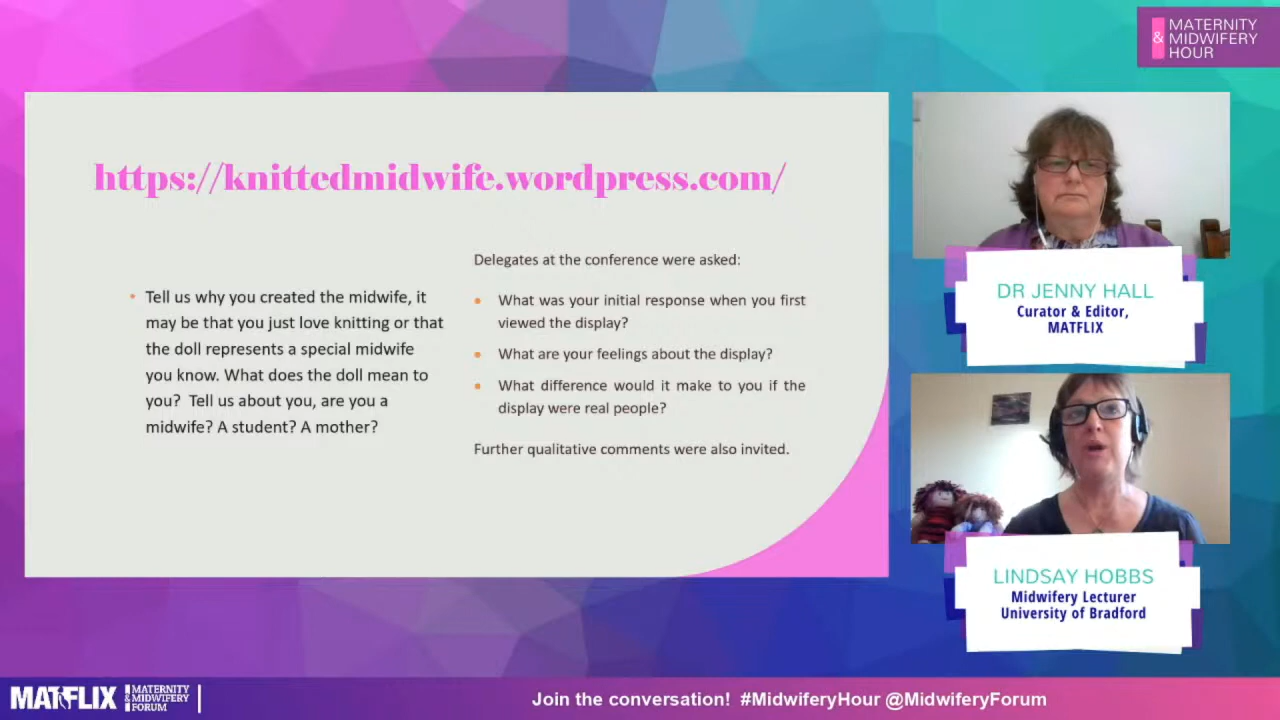 MATERNITY
& MIDWIFERY
HOUR
https://knittedmidwife.wordpress.com/
• Tell us why you created the midwife, it
may be that you just love knitting or that
the doll represents a special midwife
you know. What does the doll mean to
you? Tell us about you, are you a
midwife? A student? A mother?
Delegates at the conference were asked:
• What was your initial response when you first
viewed the display?
• What are your feelings about the display?
• What difference would it make to you if the
display were real people?
Further qualitative comments were also invited.
DR JENNY HALL
Curator & Editor,
MATFLIX
LINDSAY HOBBS
Midwifery Lecturer
University of Bradford
MATFLIX
MATERNITY
& MIDWIFERY
FORUM
Join the conversation! #MidwiferyHour @MidwiferyForum